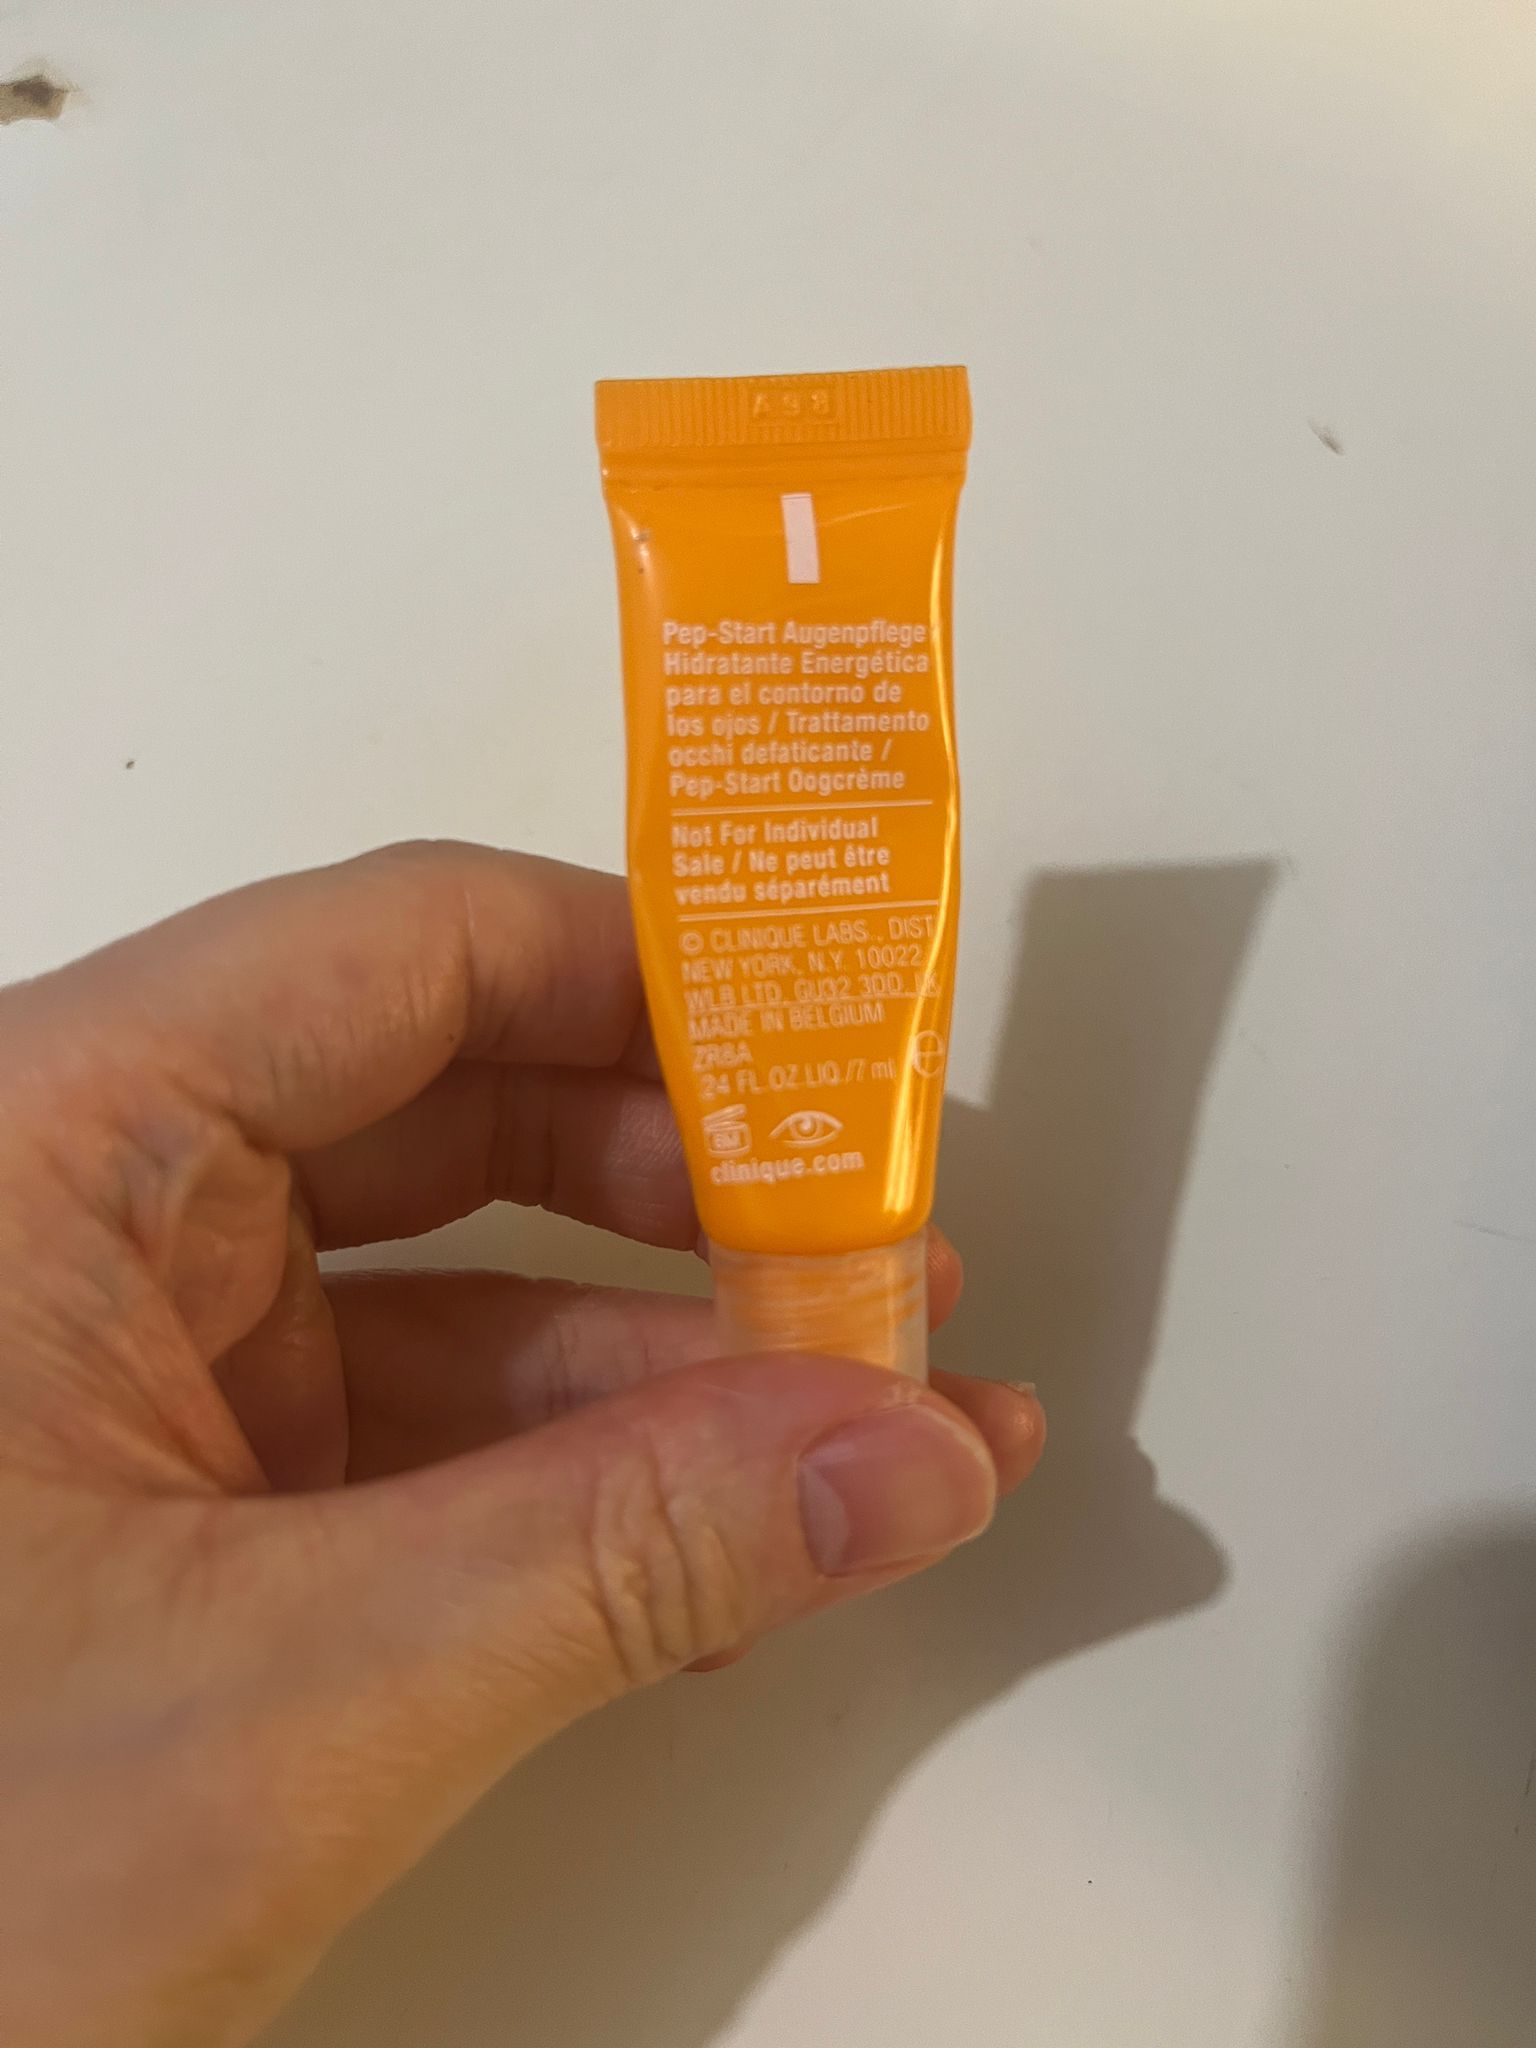 A98
Pep-Start Augenpflege
Hidratante Energética
para el contorno de
los ojos / Trattamento
occhi defaticante /
Pep-Start Oogcrème
Not For Individual
Sale / Ne peut être
vendu séparément
© CLINIQUE LABS., DIST
NEW YORK, N.Y. 10022
WLB LTD, GU32 3DD, UK
MADE IN BELGIUM
ZR8A
.24 FL.OZ.LIQ./7 ml e
6M
clinique.com